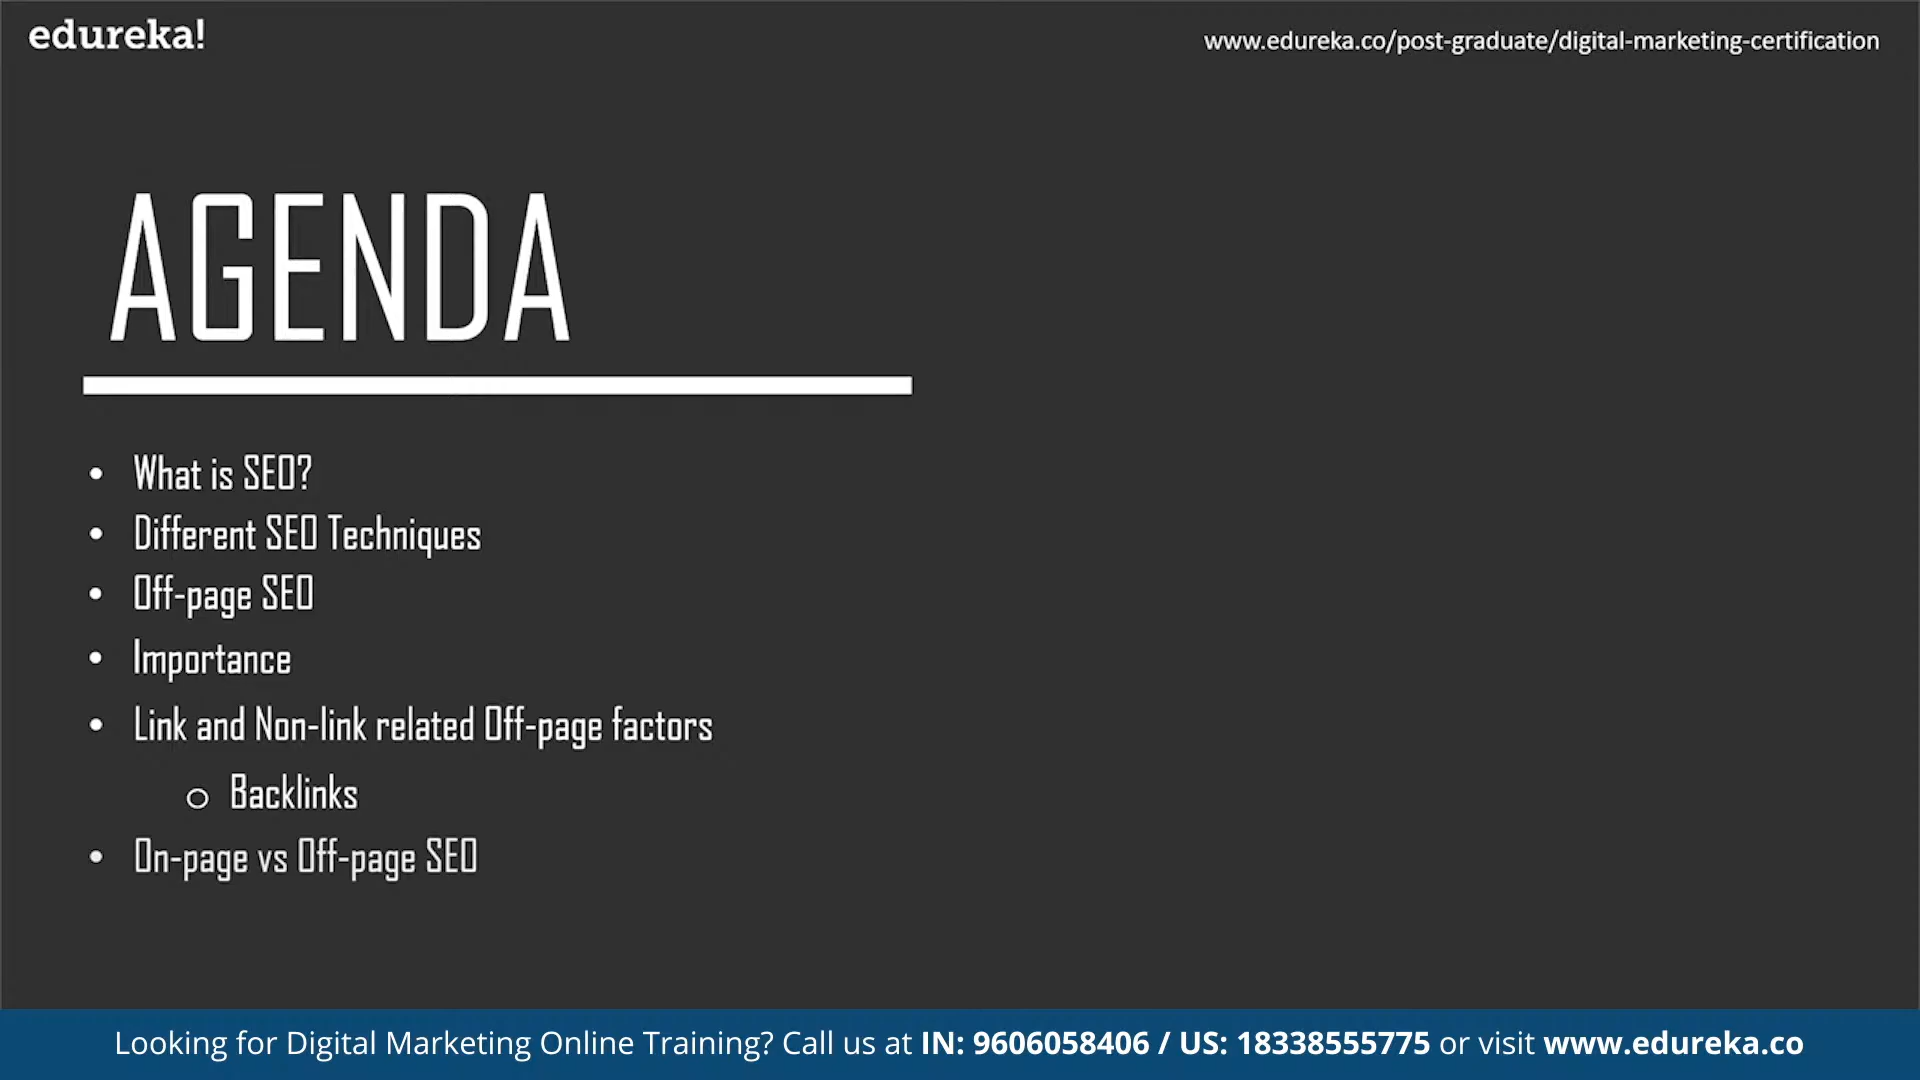 edureka!
www.edureka.co/post-graduate/digital-marketing-certification
AGENDA
• What is SEO?
• Different SEO Techniques
• Off-page SEO
• Importance
• Link and Non-link related Off-page factors
o Backlinks
• On-page vs Off-page SEO
Looking for Digital Marketing Online Training? Call us at IN: 9606058406 / US: 18338555775 or visit www.edureka.co